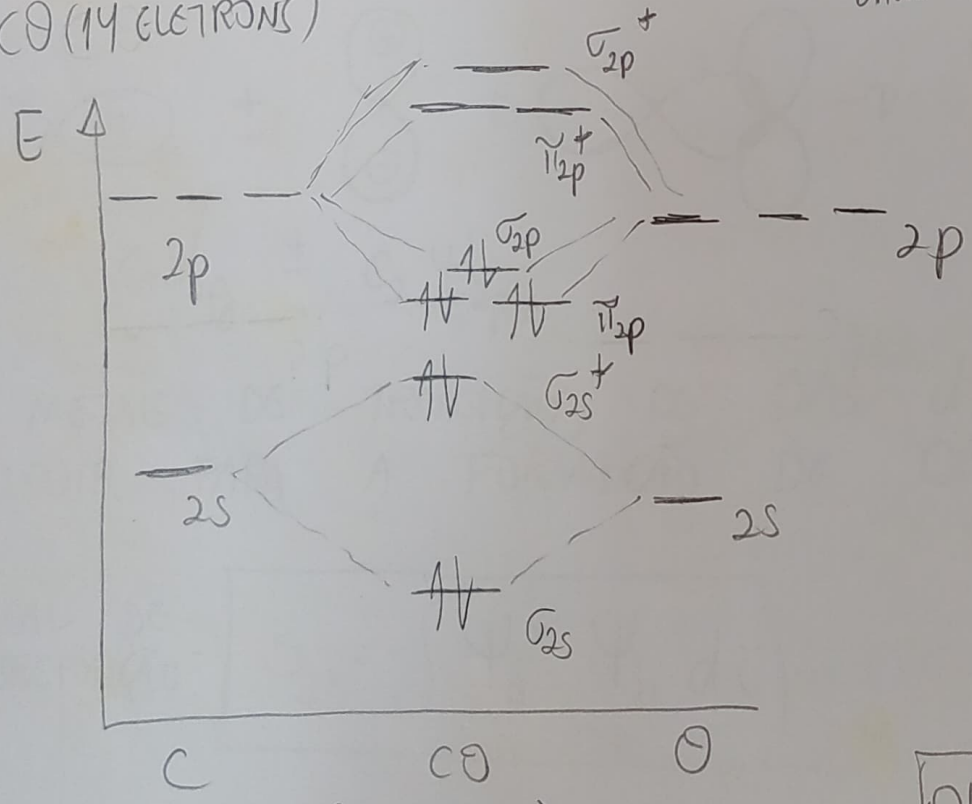 CO (14 ELETRONS)
E
σ2p*
π2p*
2p
σ2p
2p
π2p
σ2s*
2s
2s
σ2s
C
CO
O